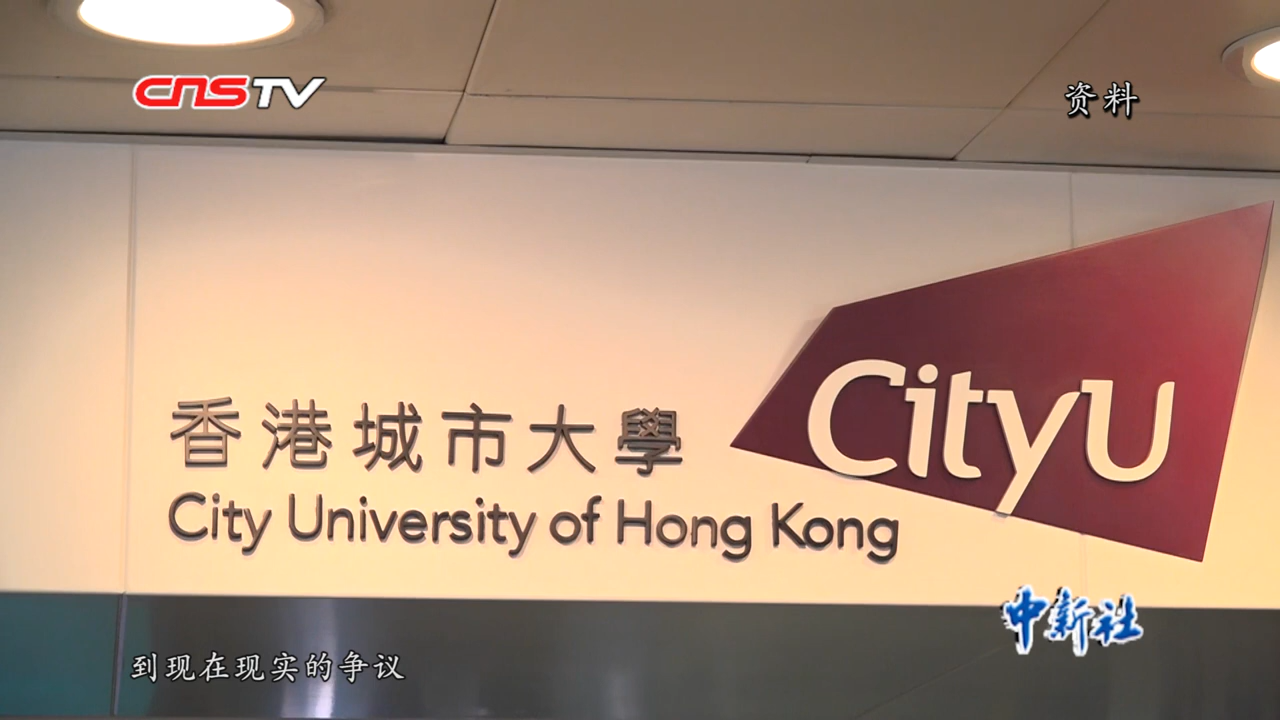 CNSTV
资料
CityU
香港城市大學
City University of Hong Kong
中新社
到现在现实的争议